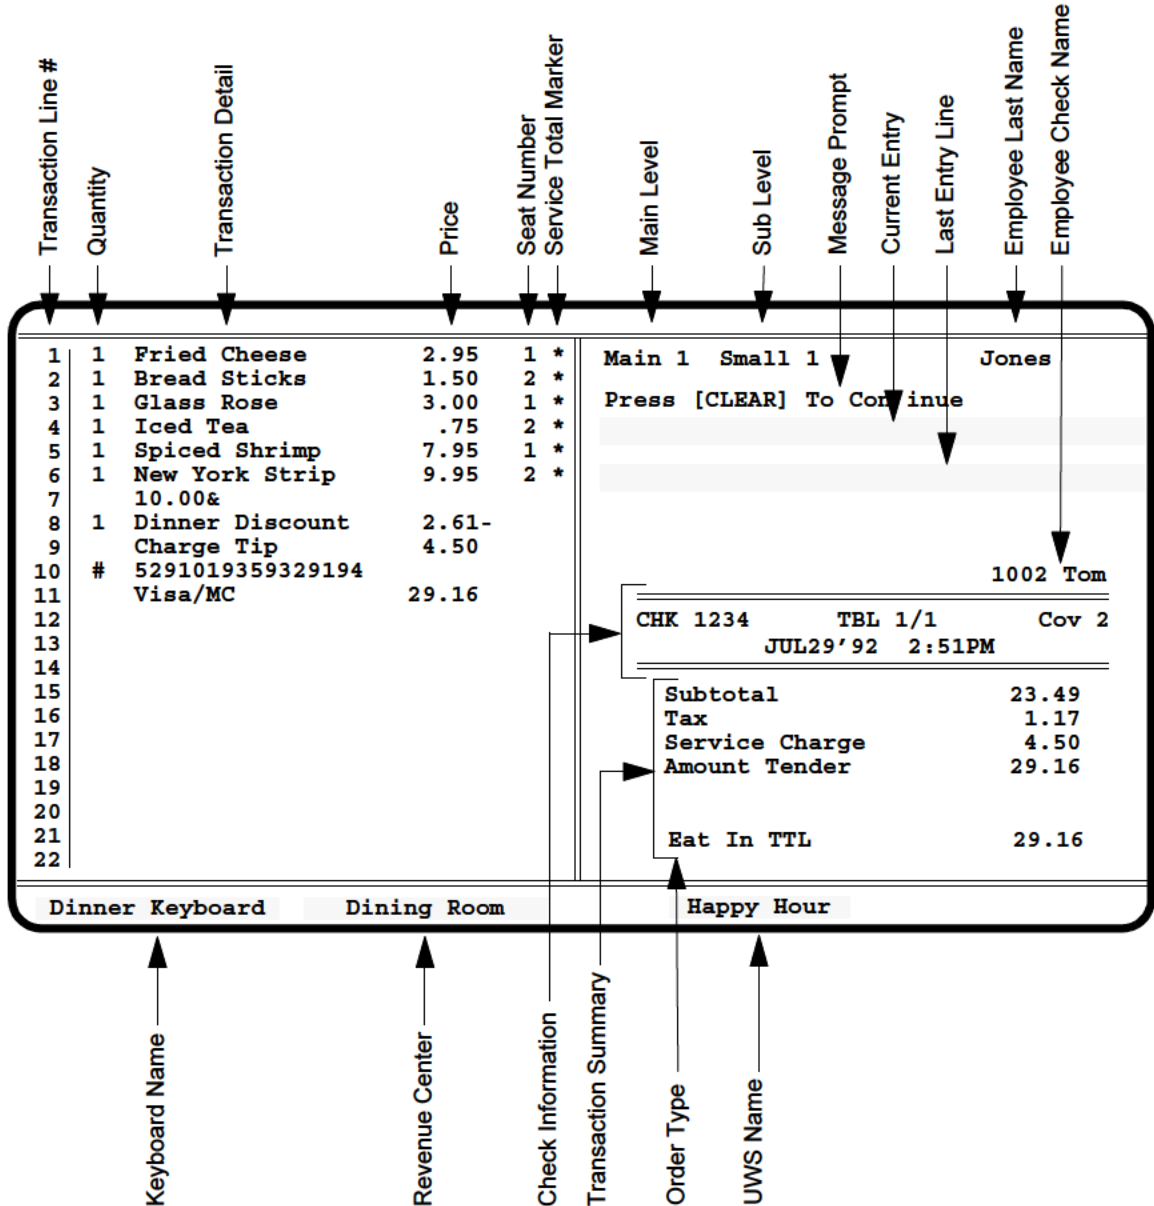 Transaction Line #
Quantity
Transaction Detail
Price
Seat Number
Service Total Marker
Main Level
Sub Level
Message Prompt
Current Entry
Last Entry Line
Employee Last Name
Employee Check Name
1 1 Fried Cheese 2.95 1 *
2 1 Bread Sticks 1.50 2 *
3 1 Glass Rose 3.00 1 *
4 1 Iced Tea .75 2 *
5 1 Spiced Shrimp 7.95 1 *
6 1 New York Strip 9.95 2 *
7 10.00&
8 1 Dinner Discount 2.61-
9 Charge Tip 4.50
10 # 5291019359329194
11 Visa/MC 29.16
12
13
14
15
16
17
18
19
20
21
22
Main 1 Small 1 Jones
Press [CLEAR] To Continue
1002 Tom
CHK 1234 TBL 1/1 Cov 2
JUL29'92 2:51PM
Subtotal 23.49
Tax 1.17
Service Charge 4.50
Amount Tender 29.16
Eat In TTL 29.16
Dinner Keyboard Dining Room Happy Hour
Keyboard Name
Revenue Center
Check Information
Transaction Summary
Order Type
UWS Name